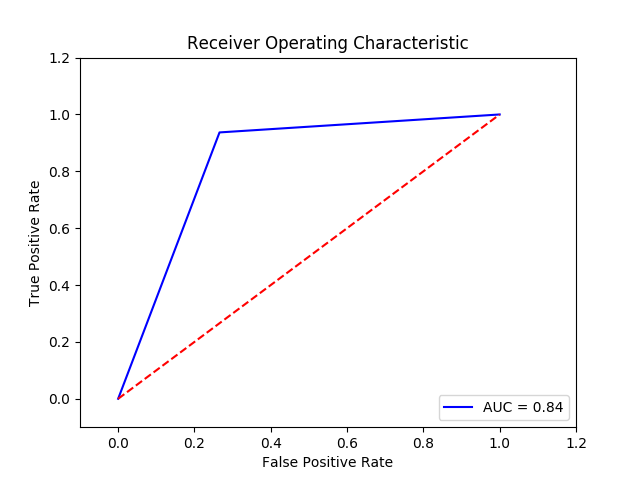 Receiver Operating Characteristic
1.2
1.0
0.8
0.6
0.4
0.2
0.0
True Positive Rate
AUC = 0.84
0.0 0.2 0.4 0.6 0.8 1.0 1.2
False Positive Rate